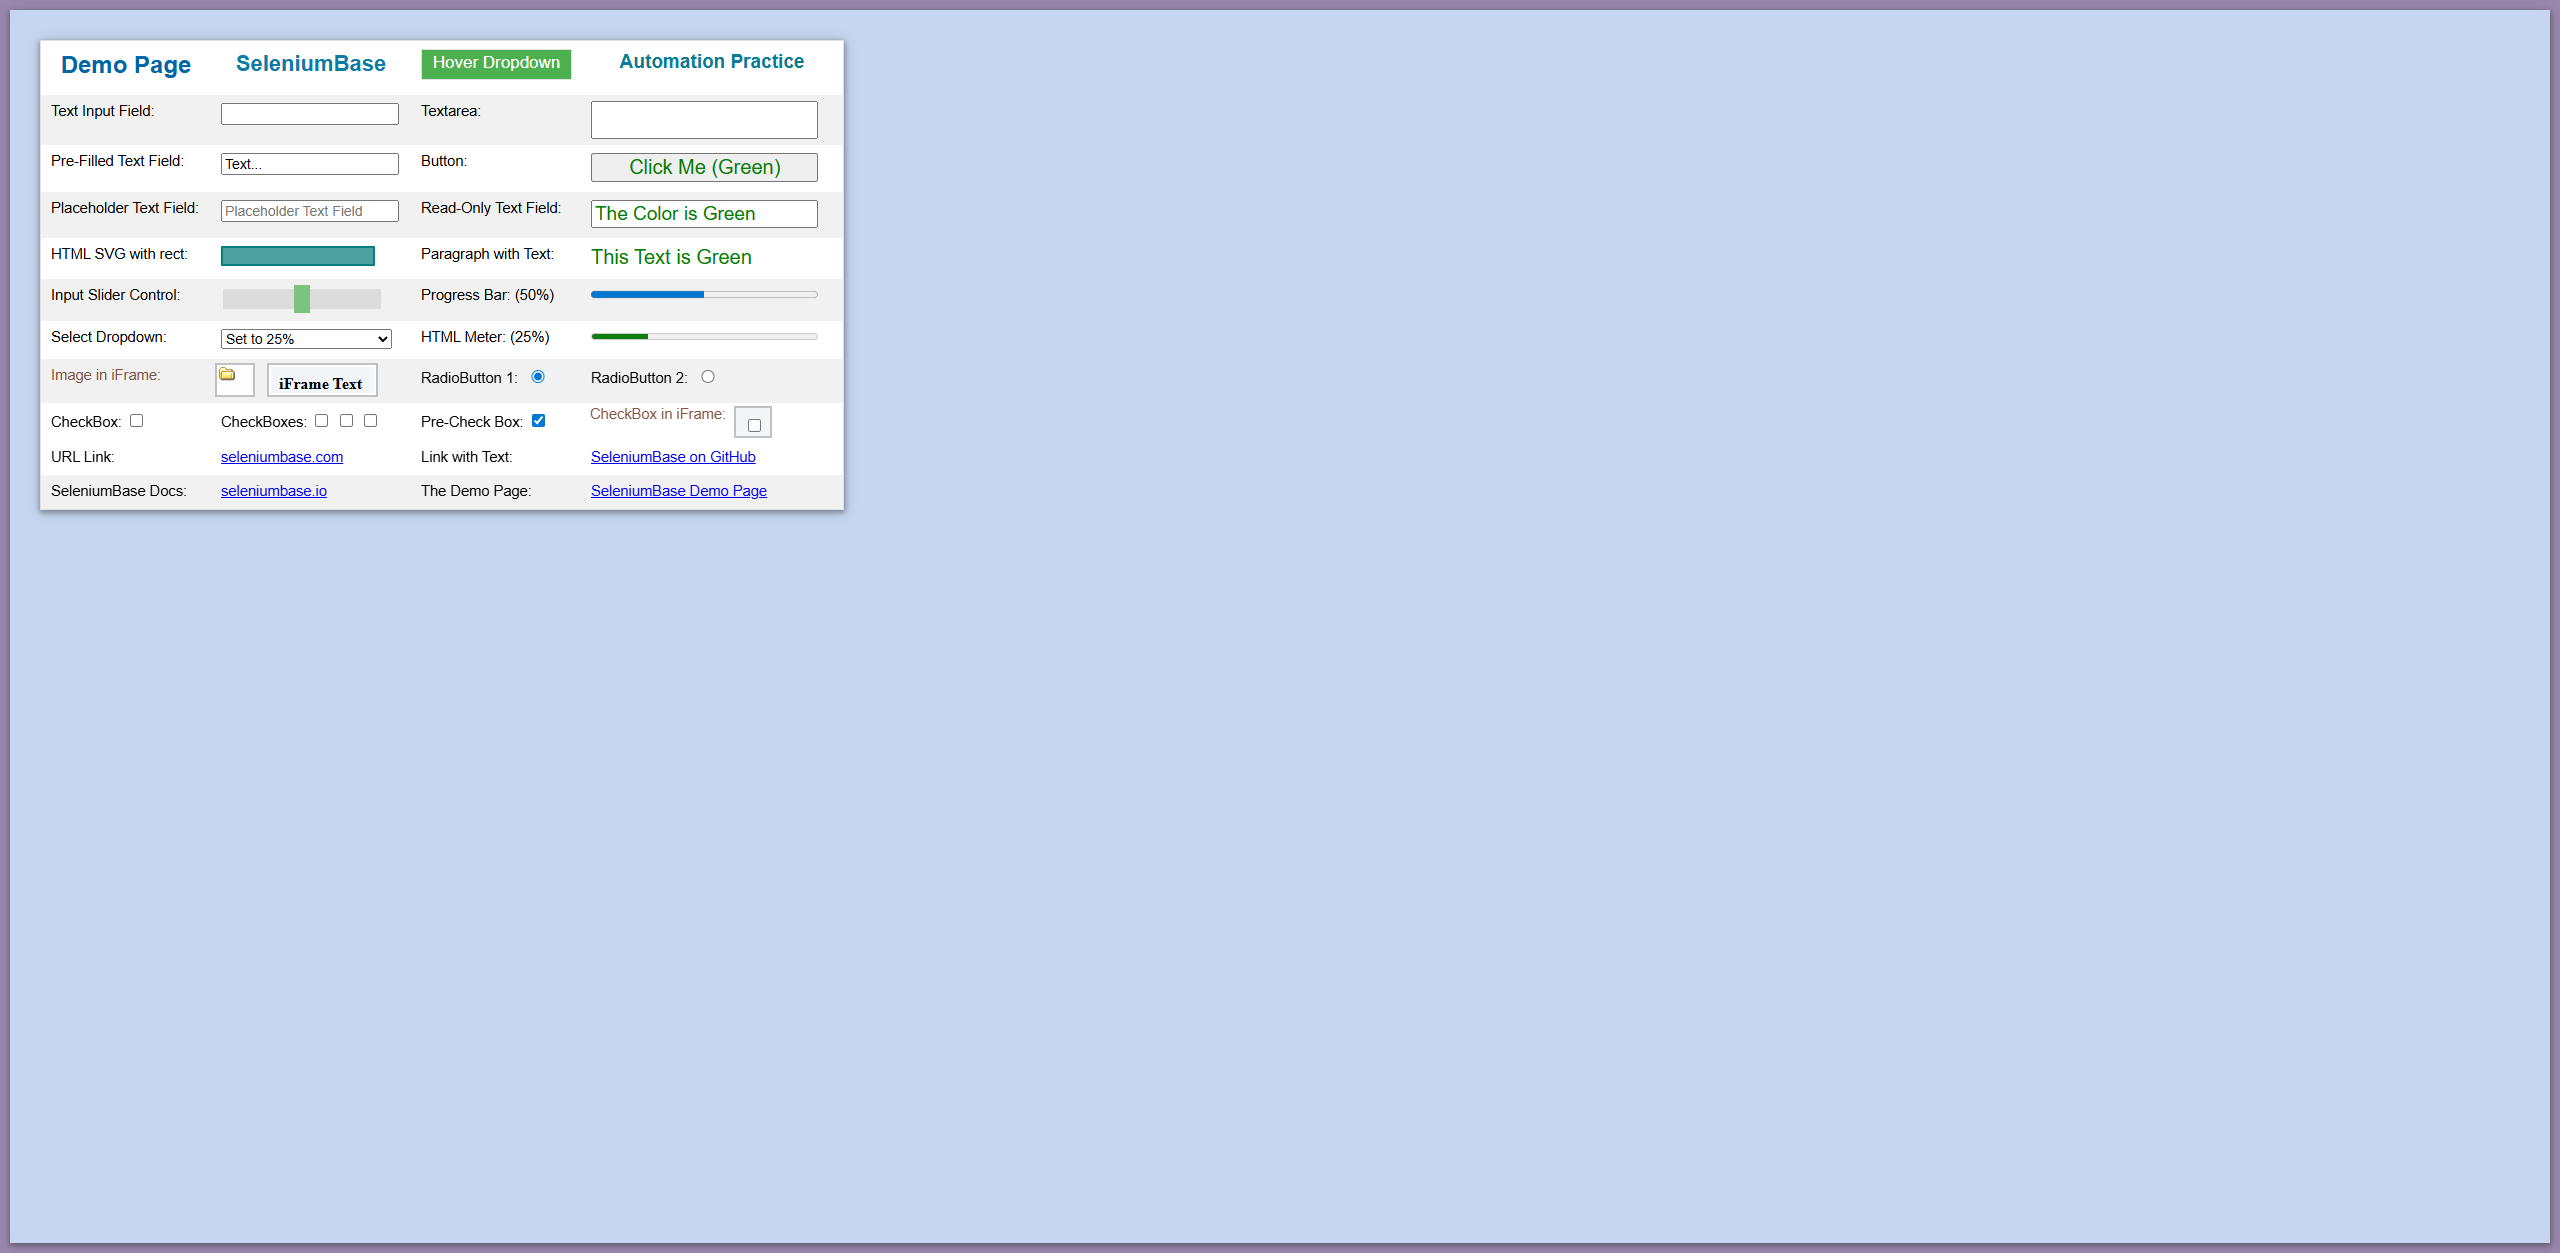 Demo Page SeleniumBase Hover Dropdown Automation Practice
Text Input Field: Textarea:
Pre-Filled Text Field: Text... Button: Click Me (Green)
Placeholder Text Field: Placeholder Text Field Read-Only Text Field: The Color is Green
HTML SVG with rect: Paragraph with Text: This Text is Green
Input Slider Control: Progress Bar: (50%)
Select Dropdown: Set to 25% HTML Meter: (25%)
Image in iFrame: iFrame Text RadioButton 1: RadioButton 2:
CheckBox: CheckBoxes: Pre-Check Box: CheckBox in iFrame:
URL Link: seleniumbase.com Link with Text: SeleniumBase on GitHub
SeleniumBase Docs: seleniumbase.io The Demo Page: SeleniumBase Demo Page